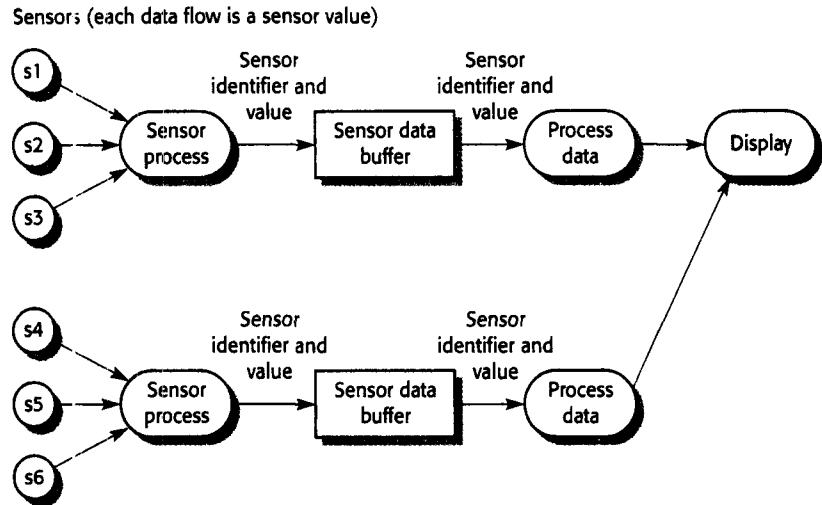 Sensors (each data flow is a sensor value)
s1
s2
s3
Sensor
process
Sensor
identifier and
value
Sensor data
buffer
Sensor
identifier and
value
Process
data
Display
s4
s5
s6
Sensor
process
Sensor
identifier and
value
Sensor data
buffer
Sensor
identifier and
value
Process
data